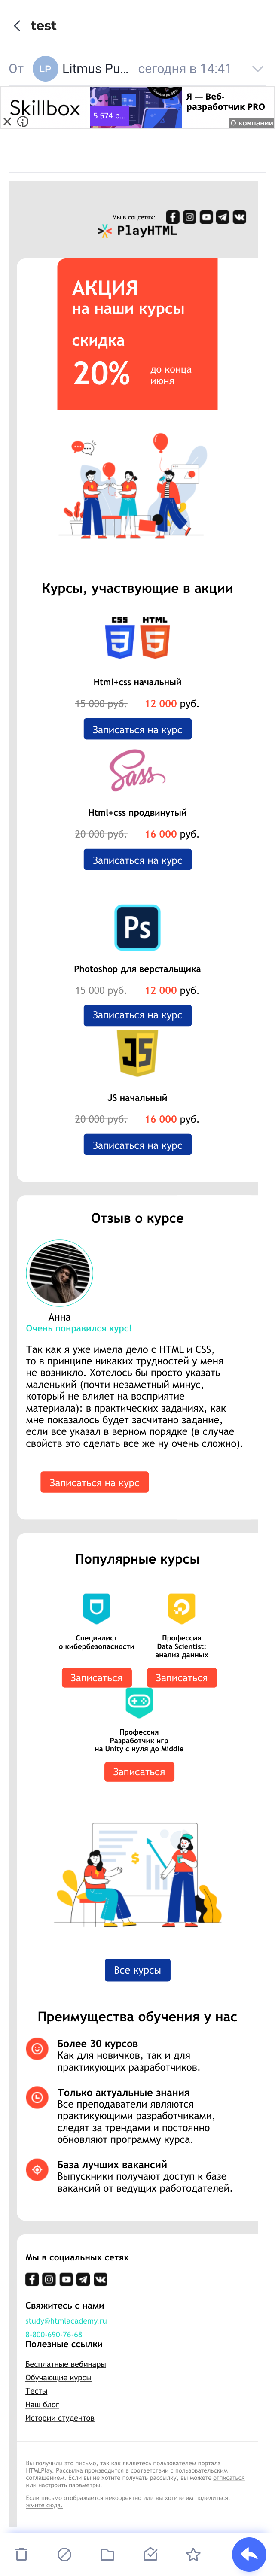 test
От LP Litmus Pu... сегодня в 14:41
Skillbox
5 574 р...
Я — Веб-
разработчик PRO
О компании
Мы в соцсетях:
PlayHTML
АКЦИЯ
на наши курсы
скидка
20%
до конца
июня
Курсы, участвующие в акции
CSS HTML
3 5
Html+css начальный
15 000 руб. 12 000 руб.
Записаться на курс
Sass
Html+css продвинутый
20 000 руб. 16 000 руб.
Записаться на курс
Ps
Photoshop для верстальщика
15 000 руб. 12 000 руб.
Записаться на курс
JS
JS начальный
20 000 руб. 16 000 руб.
Записаться на курс
Отзыв о курсе
Анна
Очень понравился курс!
Так как я уже имела дело с HTML и CSS,
то в принципе никаких трудностей у меня
не возникло. Хотелось бы просто указать
маленький (почти незаметный минус,
который не влияет на восприятие
материала): в практических заданиях, как
мне показалось будет засчитано задание,
если все указал в верном порядке (в случае
свойств это сделать все же ну очень сложно).
Записаться на курс
Популярные курсы
Специалист
о кибербезопасности
Записаться
Профессия
Data Scientist:
анализ данных
Записаться
Профессия
Разработчик игр
на Unity с нуля до Middle
Записаться
$
Все курсы
Преимущества обучения у нас
Более 30 курсов
Как для новичков, так и для
практикующих разработчиков.
Только актуальные знания
Все преподаватели являются
практикующими разработчиками,
следят за трендами и постоянно
обновляют программу курса.
База лучших вакансий
Выпускники получают доступ к базе
вакансий от ведущих работодателей.
Мы в социальных сетях
Свяжитесь с нами
study@htmlacademy.ru
8-800-690-76-68
Полезные ссылки
Бесплатные вебинары
Обучающие курсы
Тесты
Наш блог
Истории студентов
Вы получили это письмо, так как являетесь пользователем портала
HTMLPlay. Рассылка производится в соответствии с пользовательским
соглашением. Если вы не хотите получать рассылку, вы можете отписаться
или настроить параметры.
Если письмо отображается некорректно или вы хотите им поделиться,
жмите сюда.